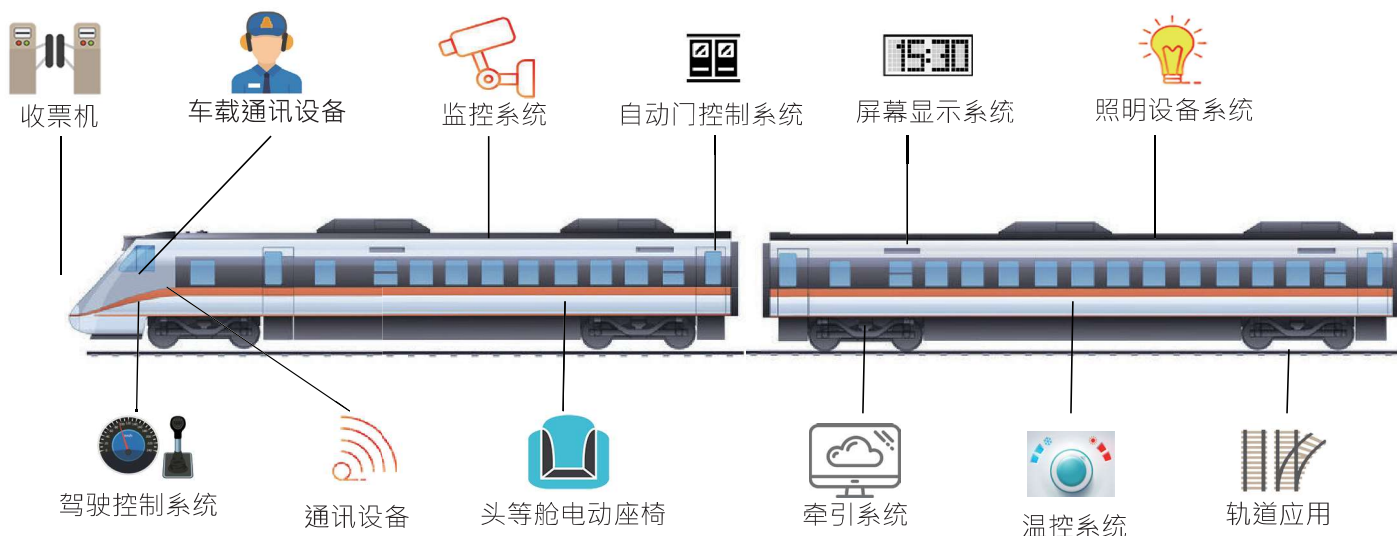 收票机
车载通讯设备
监控系统
自动门控制系统
15:30
屏幕显示系统
照明设备系统
驾驶控制系统
通讯设备
头等舱电动座椅
牵引系统
温控系统
轨道应用